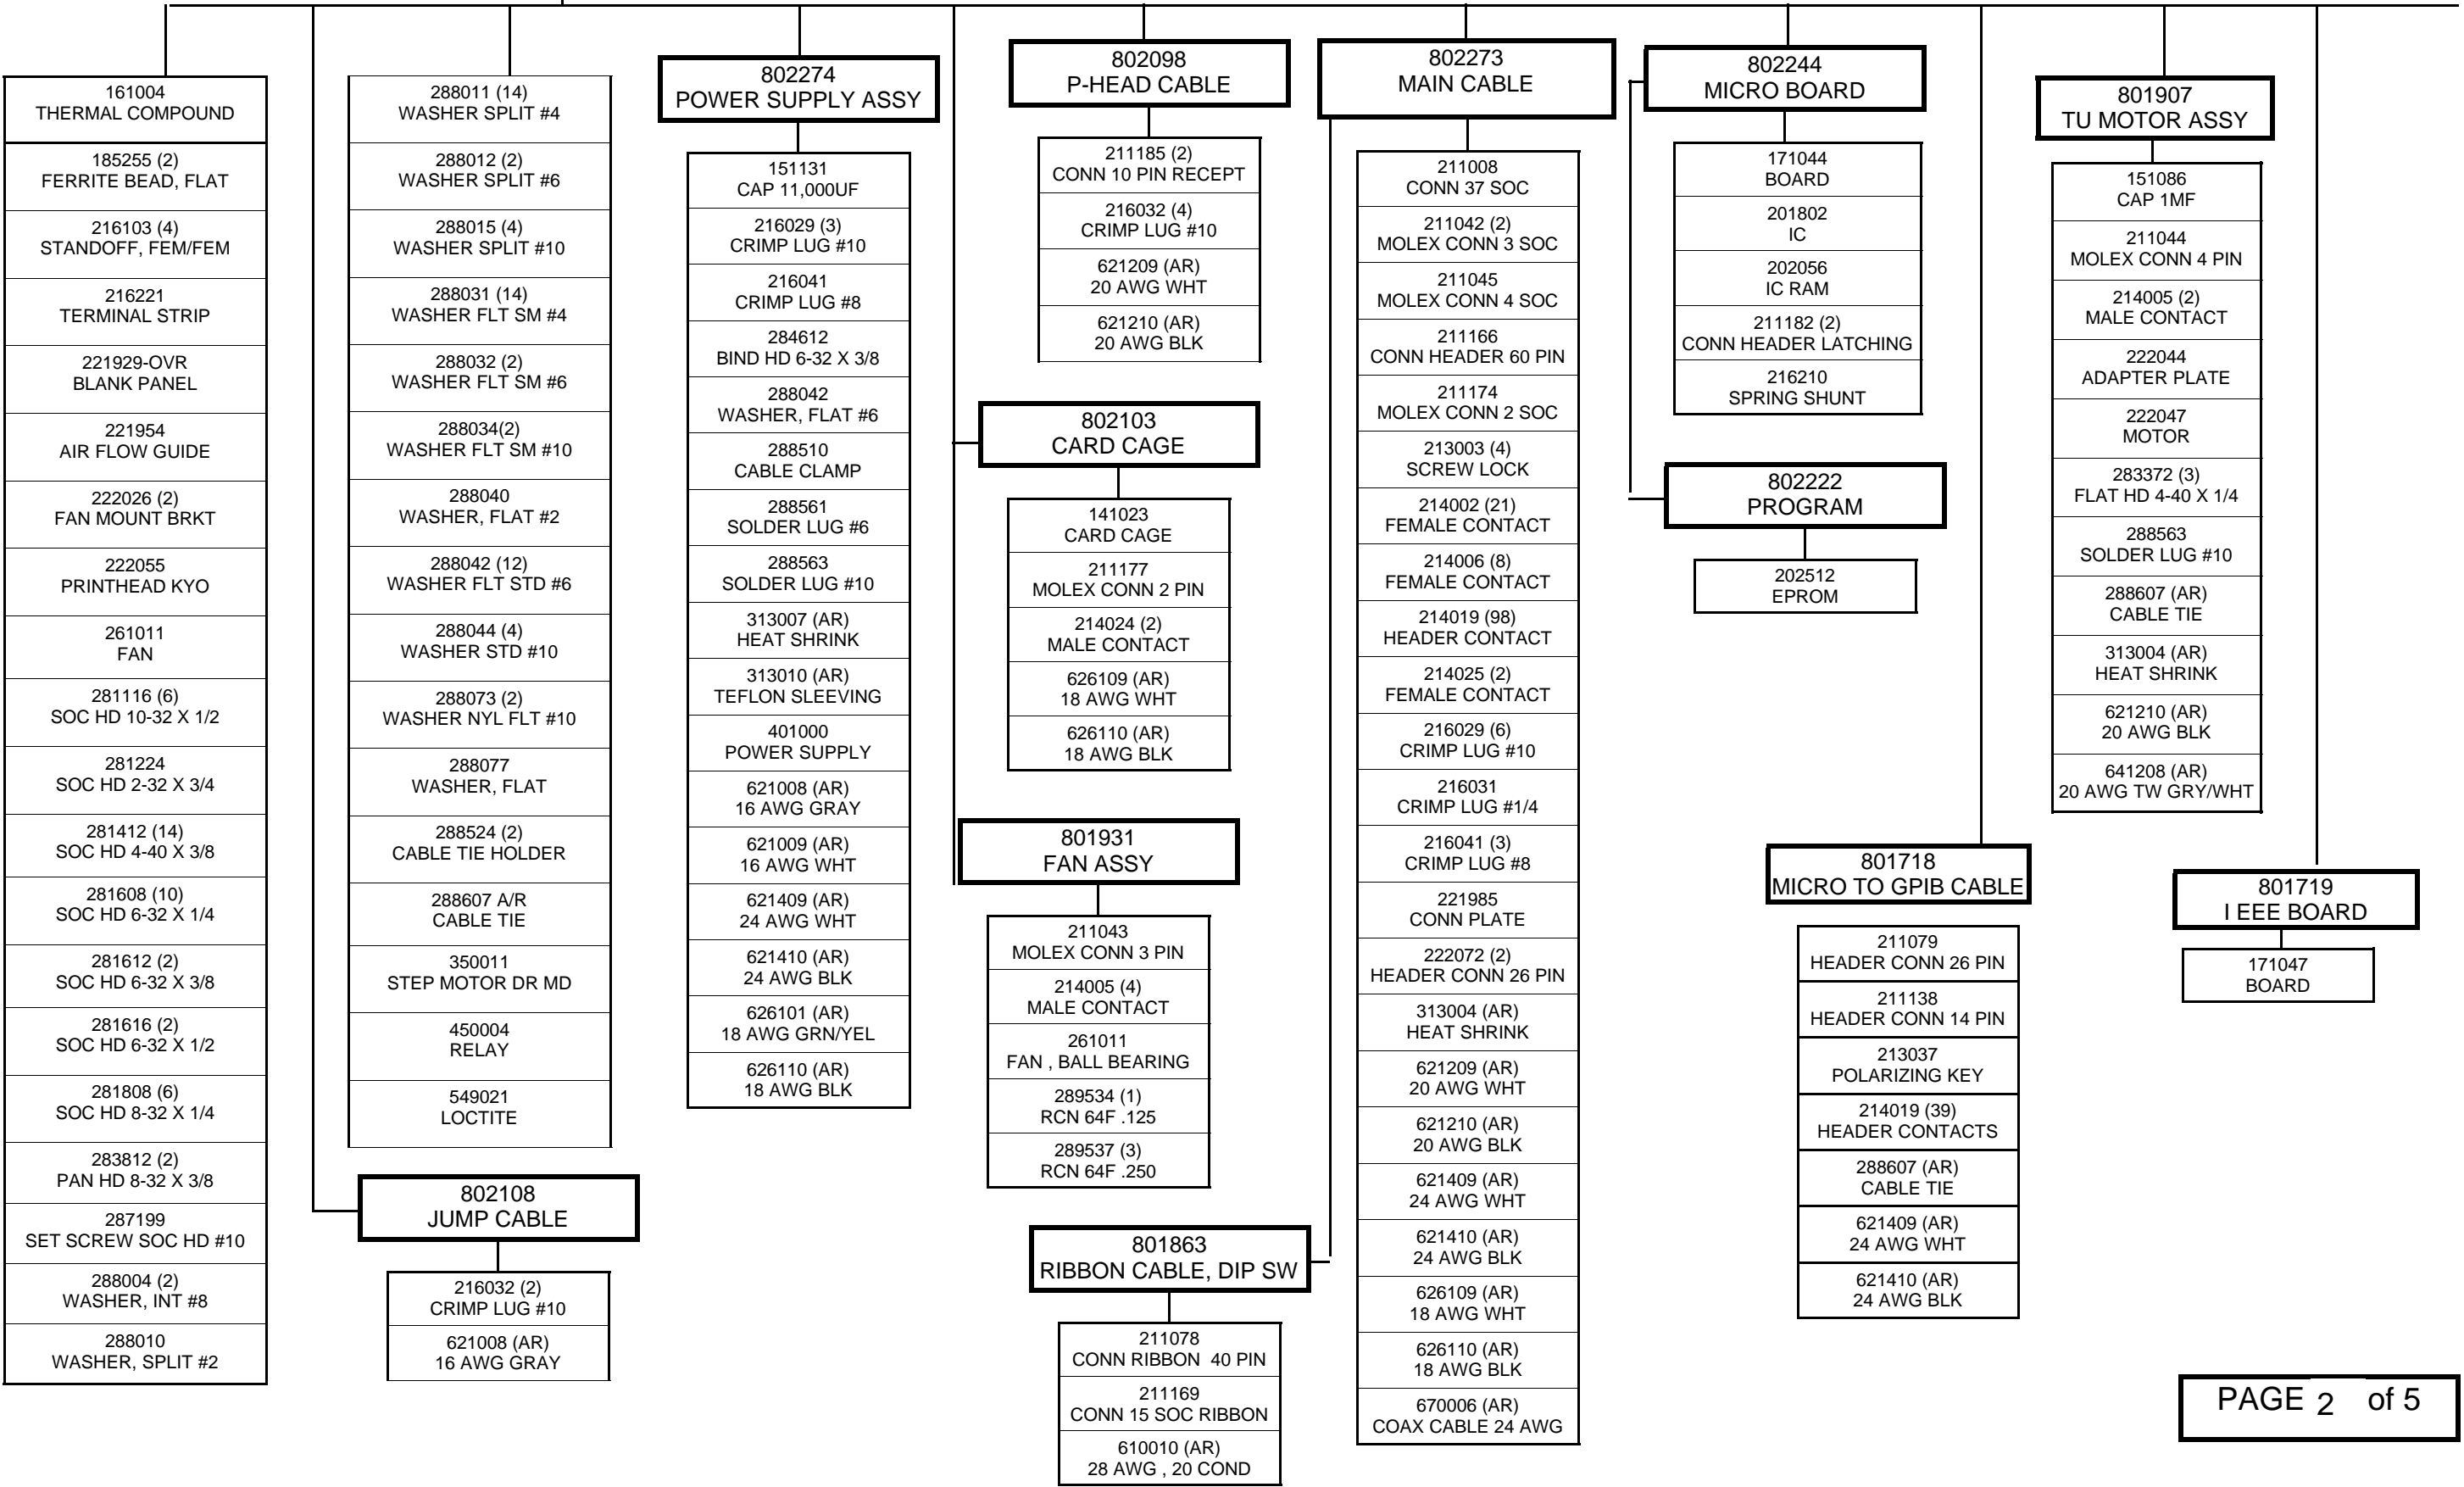 161004
THERMAL COMPOUND
185255 (2)
FERRITE BEAD, FLAT
216103 (4)
STANDOFF, FEM/FEM
216221
TERMINAL STRIP
221929-OVR
BLANK PANEL
221954
AIR FLOW GUIDE
222026 (2)
FAN MOUNT BRKT
222055
PRINTHEAD KYO
261011
FAN
281116 (6)
SOC HD 10-32 X 1/2
281224
SOC HD 2-32 X 3/4
281412 (14)
SOC HD 4-40 X 3/8
281608 (10)
SOC HD 6-32 X 1/4
281612 (2)
SOC HD 6-32 X 3/8
281616 (2)
SOC HD 6-32 X 1/2
281808 (6)
SOC HD 8-32 X 1/4
283812 (2)
PAN HD 8-32 X 3/8
287199
SET SCREW SOC HD #10
288004 (2)
WASHER, INT #8
288010
WASHER, SPLIT #2
288011 (14)
WASHER SPLIT #4
288012 (2)
WASHER SPLIT #6
288015 (4)
WASHER SPLIT #10
288031 (14)
WASHER FLT SM #4
288032 (2)
WASHER FLT SM #6
288034(2)
WASHER FLT SM #10
288040
WASHER, FLAT #2
288042 (12)
WASHER FLT STD #6
288044 (4)
WASHER STD #10
288073 (2)
WASHER NYL FLT #10
288077
WASHER, FLAT
288524 (2)
CABLE TIE HOLDER
288607 A/R
CABLE TIE
350011
STEP MOTOR DR MD
450004
RELAY
549021
LOCTITE
802108
JUMP CABLE
216032 (2)
CRIMP LUG #10
621008 (AR)
16 AWG GRAY
802274
POWER SUPPLY ASSY
151131
CAP 11,000UF
216029 (3)
CRIMP LUG #10
216041
CRIMP LUG #8
284612
BIND HD 6-32 X 3/8
288042
WASHER, FLAT #6
288510
CABLE CLAMP
288561
SOLDER LUG #6
288563
SOLDER LUG #10
313007 (AR)
HEAT SHRINK
313010 (AR)
TEFLON SLEEVING
401000
POWER SUPPLY
621008 (AR)
16 AWG GRAY
621009 (AR)
16 AWG WHT
621409 (AR)
24 AWG WHT
621410 (AR)
24 AWG BLK
626101 (AR)
18 AWG GRN/YEL
626110 (AR)
18 AWG BLK
802098
P-HEAD CABLE
211185 (2)
CONN 10 PIN RECEPT
216032 (4)
CRIMP LUG #10
621209 (AR)
20 AWG WHT
621210 (AR)
20 AWG BLK
802103
CARD CAGE
141023
CARD CAGE
211177
MOLEX CONN 2 PIN
214024 (2)
MALE CONTACT
626109 (AR)
18 AWG WHT
626110 (AR)
18 AWG BLK
801931
FAN ASSY
211043
MOLEX CONN 3 PIN
214005 (4)
MALE CONTACT
261011
FAN , BALL BEARING
289534 (1)
RCN 64F .125
289537 (3)
RCN 64F .250
801863
RIBBON CABLE, DIP SW
211078
CONN RIBBON 40 PIN
211169
CONN 15 SOC RIBBON
610010 (AR)
28 AWG , 20 COND
802273
MAIN CABLE
211008
CONN 37 SOC
211042 (2)
MOLEX CONN 3 SOC
211045
MOLEX CONN 4 SOC
211166
CONN HEADER 60 PIN
211174
MOLEX CONN 2 SOC
213003 (4)
SCREW LOCK
214002 (21)
FEMALE CONTACT
214006 (8)
FEMALE CONTACT
214019 (98)
HEADER CONTACT
214025 (2)
FEMALE CONTACT
216029 (6)
CRIMP LUG #10
216031
CRIMP LUG #1/4
216041 (3)
CRIMP LUG #8
221985
CONN PLATE
222072 (2)
HEADER CONN 26 PIN
313004 (AR)
HEAT SHRINK
621209 (AR)
20 AWG WHT
621210 (AR)
20 AWG BLK
621409 (AR)
24 AWG WHT
621410 (AR)
24 AWG BLK
626109 (AR)
18 AWG WHT
626110 (AR)
18 AWG BLK
670006 (AR)
COAX CABLE 24 AWG
802244
MICRO BOARD
171044
BOARD
201802
IC
202056
IC RAM
211182 (2)
CONN HEADER LATCHING
216210
SPRING SHUNT
802222
PROGRAM
202512
EPROM
801718
MICRO TO GPIB CABLE
211079
HEADER CONN 26 PIN
211138
HEADER CONN 14 PIN
213037
POLARIZING KEY
214019 (39)
HEADER CONTACTS
288607 (AR)
CABLE TIE
621409 (AR)
24 AWG WHT
621410 (AR)
24 AWG BLK
801907
TU MOTOR ASSY
151086
CAP 1MF
211044
MOLEX CONN 4 PIN
214005 (2)
MALE CONTACT
222044
ADAPTER PLATE
222047
MOTOR
283372 (3)
FLAT HD 4-40 X 1/4
288563
SOLDER LUG #10
288607 (AR)
CABLE TIE
313004 (AR)
HEAT SHRINK
621210 (AR)
20 AWG BLK
641208 (AR)
20 AWG TW GRY/WHT
801719
I EEE BOARD
171047
BOARD
PAGE 2 of 5